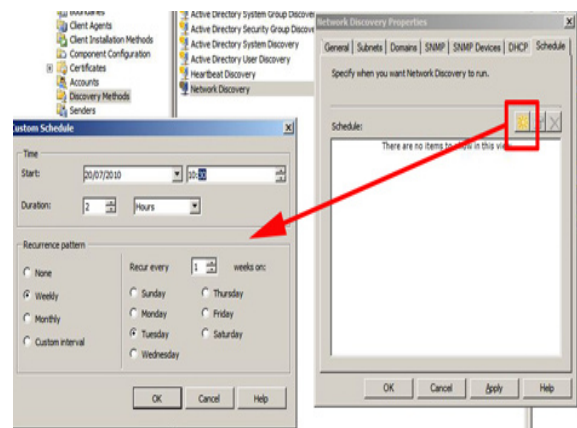 Boundaries
Client Agents
Client Installation Methods
Component Configuration
Certificates
Accounts
Discovery Methods
Senders
Active Directory System Group Discover
Active Directory Security Group Discove
Active Directory System Discovery
Active Directory User Discovery
Heartbeat Discovery
Network Discovery
Network Discovery Properties
General Subnets Domains SNMP SNMP Devices DHCP Schedule
Specify when you want Network Discovery to run.
Schedule:
There are no items to show in this view.
OK Cancel Apply Help
Custom Schedule
Time
Start: 20/07/2010 10:00
Duration: 2 Hours
Recurrence pattern
None
Weekly
Monthly
Custom interval
Recur every 1 weeks on:
Sunday Thursday
Monday Friday
Tuesday Saturday
Wednesday
OK Cancel Help